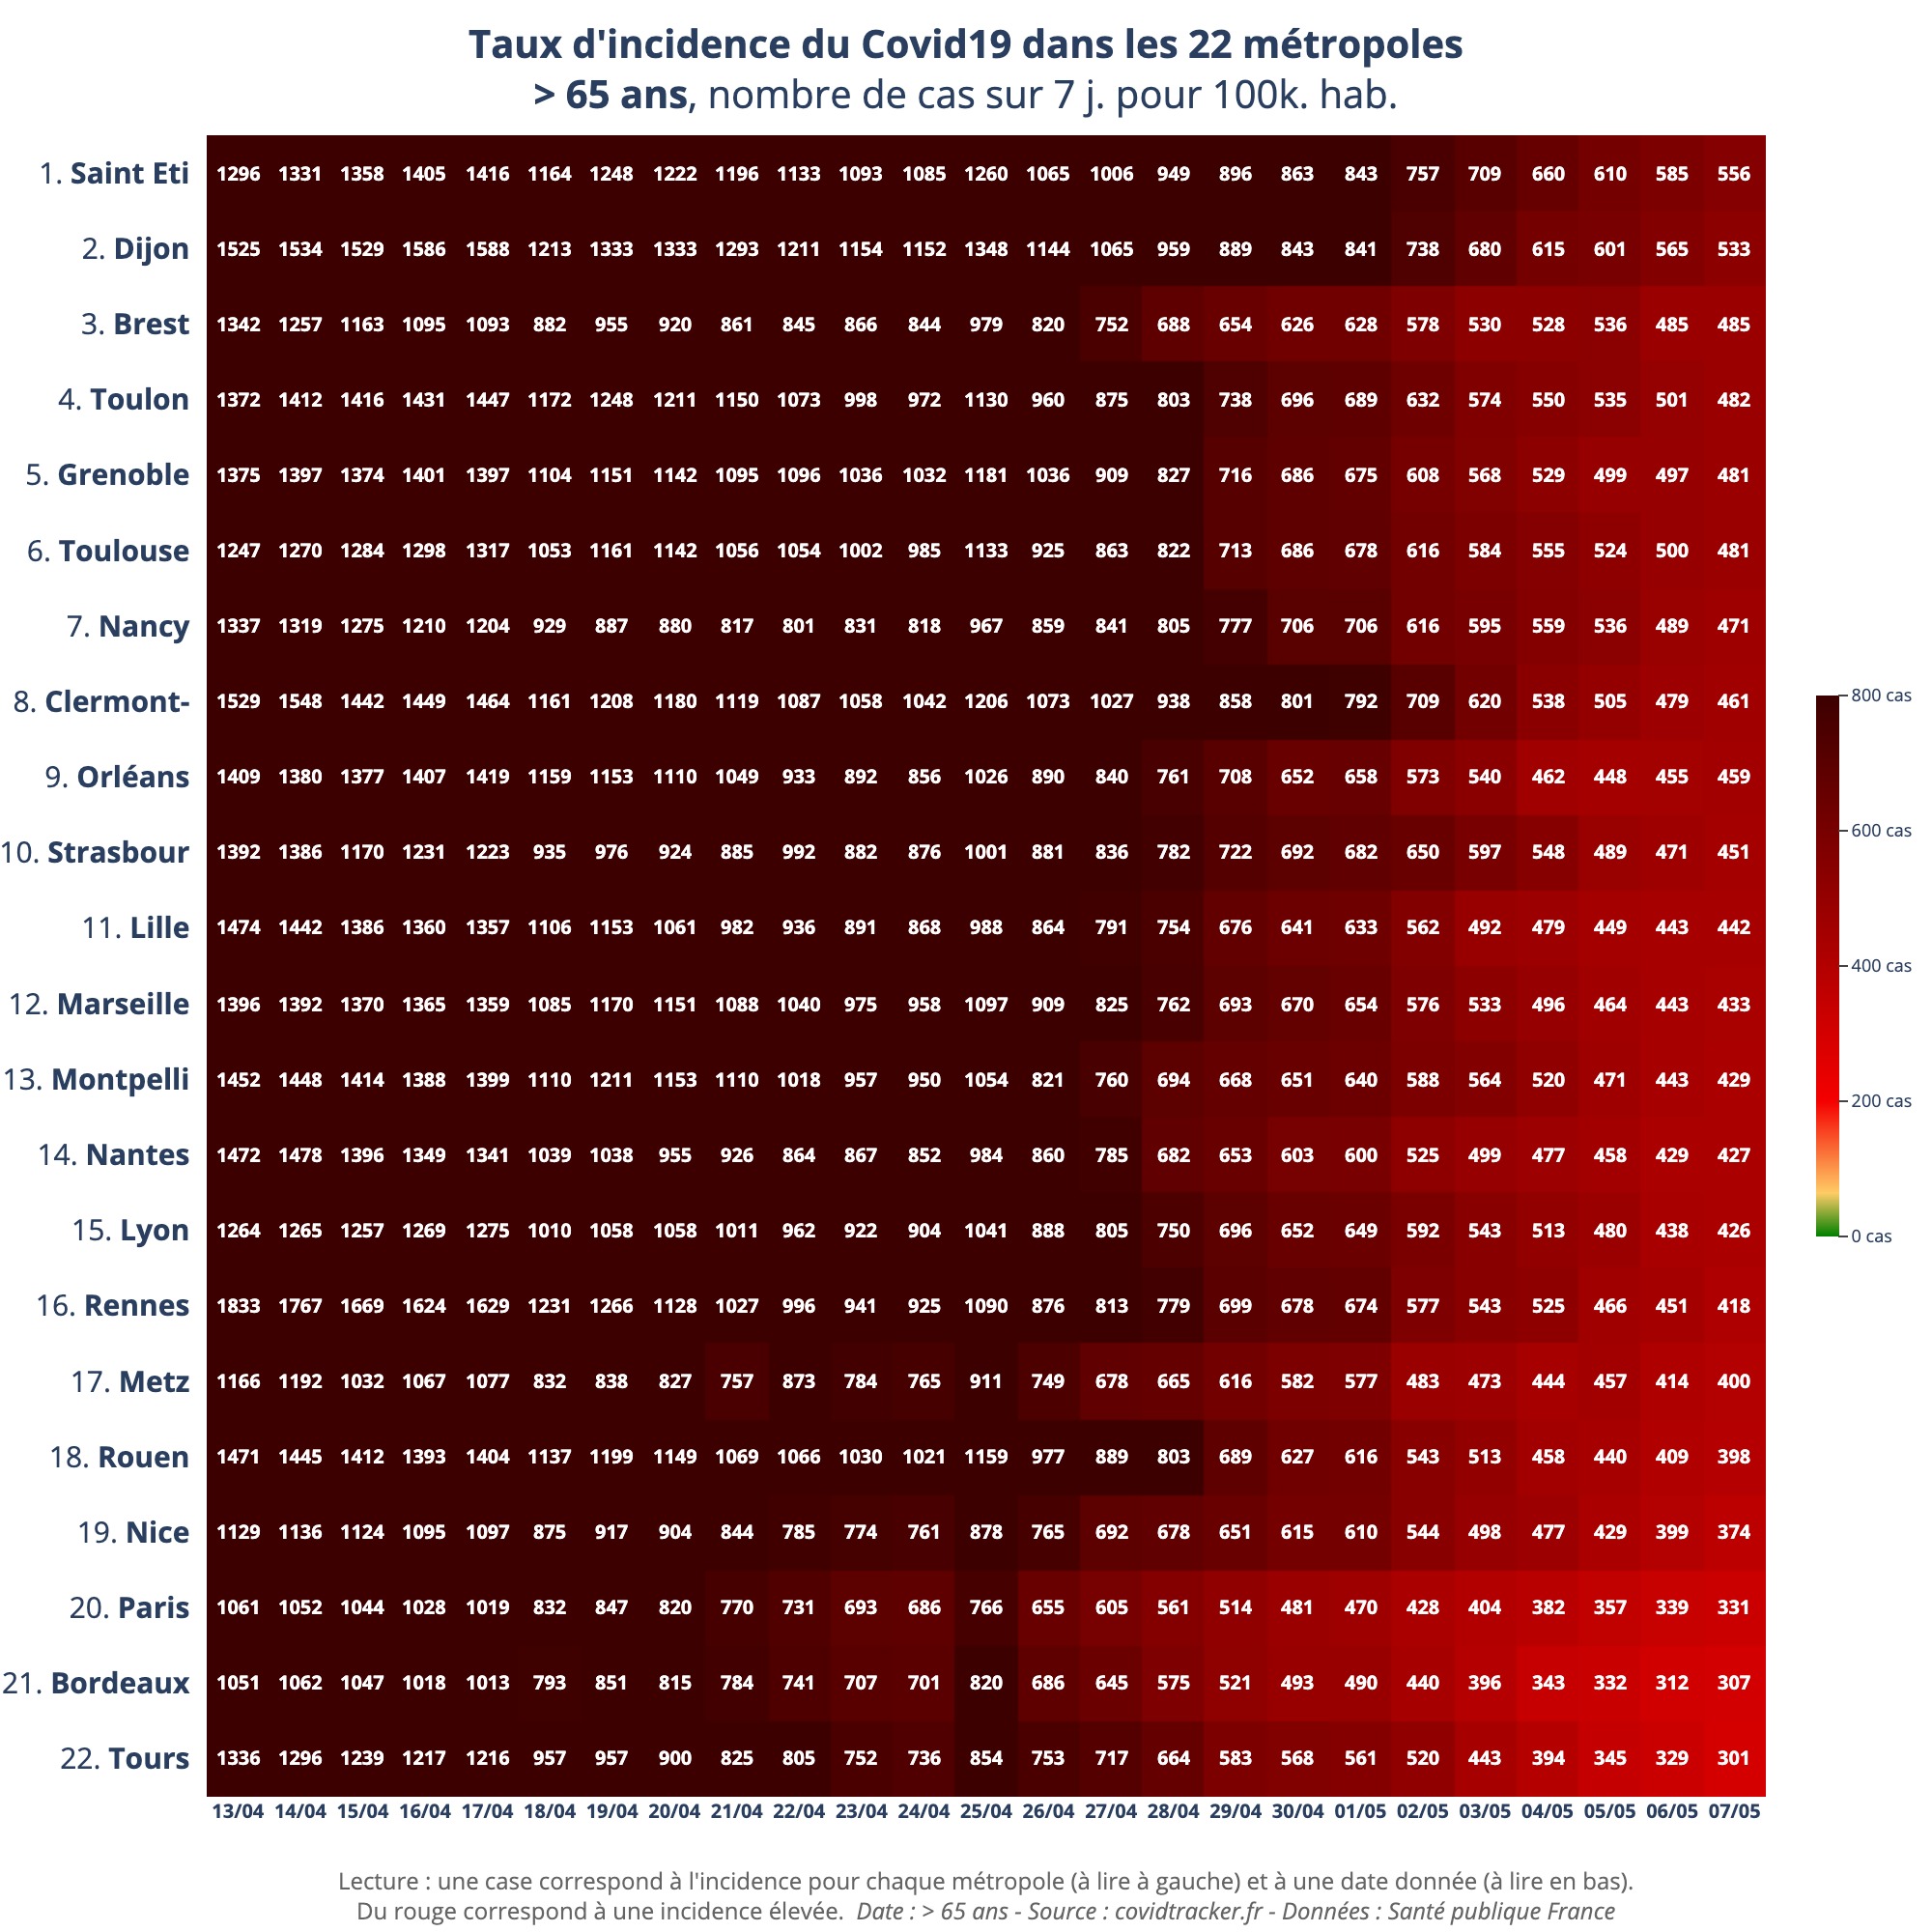 Taux d'incidence du Covid19 dans les 22 métropoles
> 65 ans, nombre de cas sur 7 j. pour 100k. hab.
1. Saint Eti 1296 1331 1358 1405 1416 1164 1248 1222 1196 1133 1093 1085 1260 1065 1006 949 896 863 843 757 709 660 610 585 556
2. Dijon 1525 1534 1529 1586 1588 1213 1333 1333 1293 1211 1154 1152 1348 1144 1065 959 889 843 841 738 680 615 601 565 533
3. Brest 1342 1257 1163 1095 1093 882 955 920 861 845 866 844 979 820 752 688 654 626 628 578 530 528 536 485 485
4. Toulon 1372 1412 1416 1431 1447 1172 1248 1211 1150 1073 998 972 1130 960 875 803 738 696 689 632 574 550 535 501 482
5. Grenoble 1375 1397 1374 1401 1397 1104 1151 1142 1095 1096 1036 1032 1181 1036 909 827 716 686 675 608 568 529 499 497 481
6. Toulouse 1247 1270 1284 1298 1317 1053 1161 1142 1056 1054 1002 985 1133 925 863 822 713 686 678 616 584 555 524 500 481
7. Nancy 1337 1319 1275 1210 1204 929 887 880 817 801 831 818 967 859 841 805 777 706 706 616 595 559 536 489 471
8. Clermont- 1529 1548 1442 1449 1464 1161 1208 1180 1119 1087 1058 1042 1206 1073 1027 938 858 801 792 709 620 538 505 479 461
9. Orléans 1409 1380 1377 1407 1419 1159 1153 1110 1049 933 892 856 1026 890 840 761 708 652 658 573 540 462 448 455 459
10. Strasbour 1392 1386 1170 1231 1223 935 976 924 885 992 882 876 1001 881 836 782 722 692 682 650 597 548 489 471 451
11. Lille 1474 1442 1386 1360 1357 1106 1153 1061 982 936 891 868 988 864 791 754 676 641 633 562 492 479 449 443 442
12. Marseille 1396 1392 1370 1365 1359 1085 1170 1151 1088 1040 975 958 1097 909 825 762 693 670 654 576 533 496 464 443 433
13. Montpelli 1452 1448 1414 1388 1399 1110 1211 1153 1110 1018 957 950 1054 821 760 694 668 651 640 588 564 520 471 443 429
14. Nantes 1472 1478 1396 1349 1341 1039 1038 955 926 864 867 852 984 860 785 682 653 603 600 525 499 477 458 429 427
15. Lyon 1264 1265 1257 1269 1275 1010 1058 1058 1011 962 922 904 1041 888 805 750 696 652 649 592 543 513 480 438 426
16. Rennes 1833 1767 1669 1624 1629 1231 1266 1128 1027 996 941 925 1090 876 813 779 699 678 674 577 543 525 466 451 418
17. Metz 1166 1192 1032 1067 1077 832 838 827 757 873 784 765 911 749 678 665 616 582 577 483 473 444 457 414 400
18. Rouen 1471 1445 1412 1393 1404 1137 1199 1149 1069 1066 1030 1021 1159 977 889 803 689 627 616 543 513 458 440 409 398
19. Nice 1129 1136 1124 1095 1097 875 917 904 844 785 774 761 878 765 692 678 651 615 610 544 498 477 429 399 374
20. Paris 1061 1052 1044 1028 1019 832 847 820 770 731 693 686 766 655 605 561 514 481 470 428 404 382 357 339 331
21. Bordeaux 1051 1062 1047 1018 1013 793 851 815 784 741 707 701 820 686 645 575 521 493 490 440 396 343 332 312 307
22. Tours 1336 1296 1239 1217 1216 957 957 900 825 805 752 736 854 753 717 664 583 568 561 520 443 394 345 329 301
13/04 14/04 15/04 16/04 17/04 18/04 19/04 20/04 21/04 22/04 23/04 24/04 25/04 26/04 27/04 28/04 29/04 30/04 01/05 02/05 03/05 04/05 05/05 06/05 07/05
800 cas
600 cas
400 cas
200 cas
0 cas
Lecture : une case correspond à l'incidence pour chaque métropole (à lire à gauche) et à une date donnée (à lire en bas).
Du rouge correspond à une incidence élevée. Date : > 65 ans - Source : covidtracker.fr - Données : Santé publique France